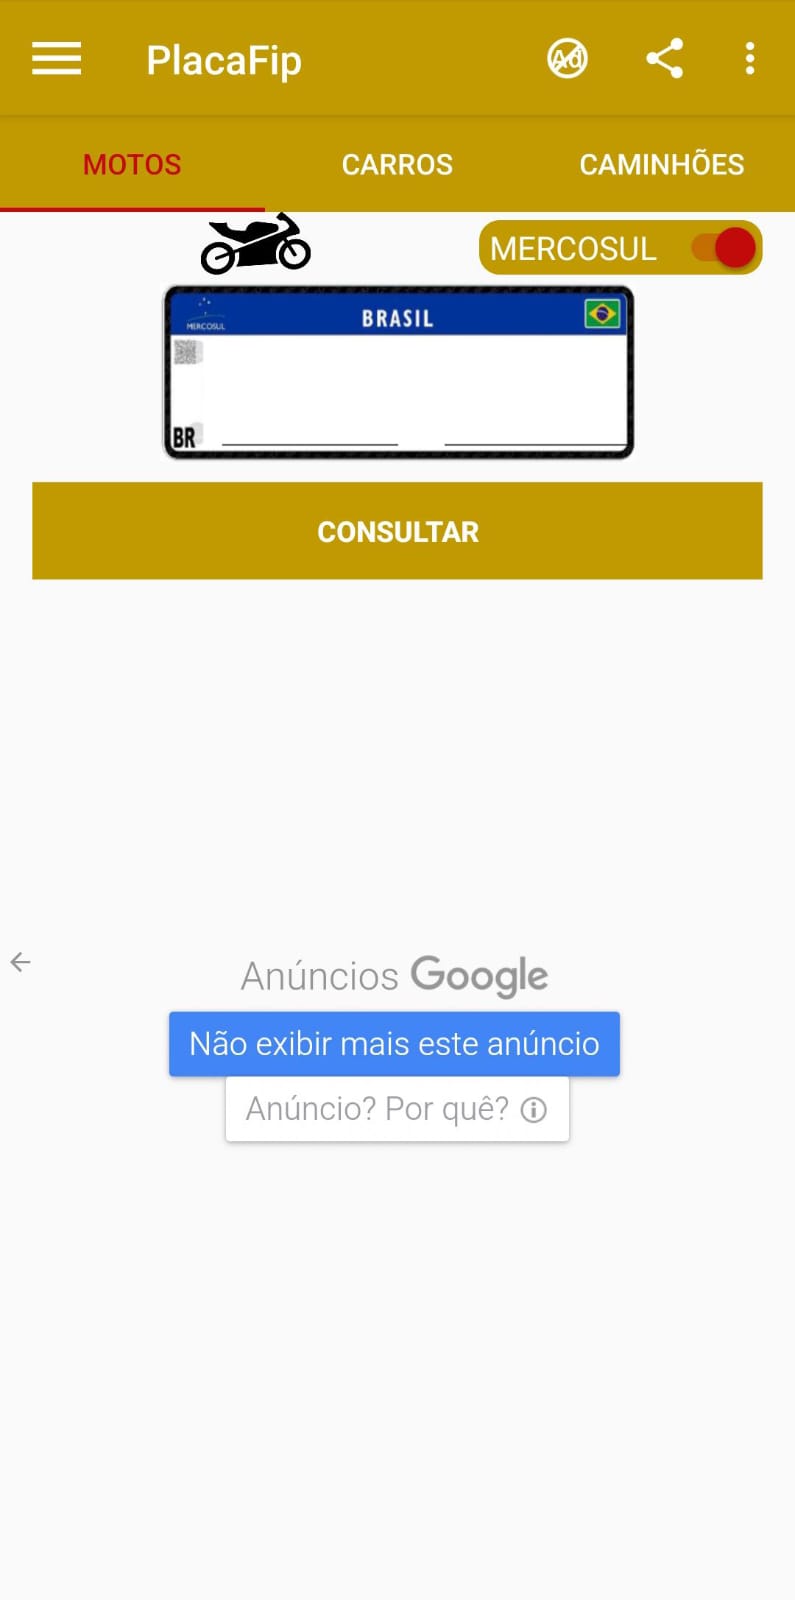 PlacaFip
Ad
MOTOS
CARROS
CAMINHÕES
MERCOSUL
BRASIL
MERCOSUL
BR
CONSULTAR
Anúncios Google
Não exibir mais este anúncio
Anúncio? Por quê?